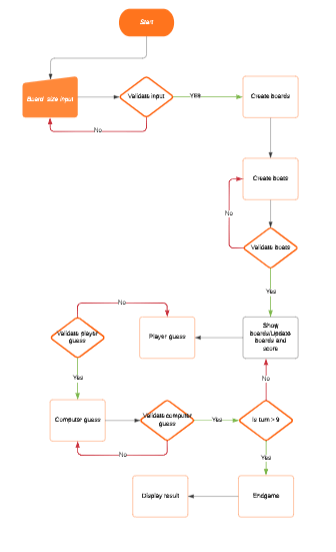 Start
Board size input
Validate input
YES
Create boards
No
Create boats
No
Validate boats
Yes
No
Validate player
guess
Player guess
Show
boards/Update
boards and
score
Yes
No
Computer guess
Validate computer
guess
Yes
Is turn > 9
No
Yes
Display result
Endgame